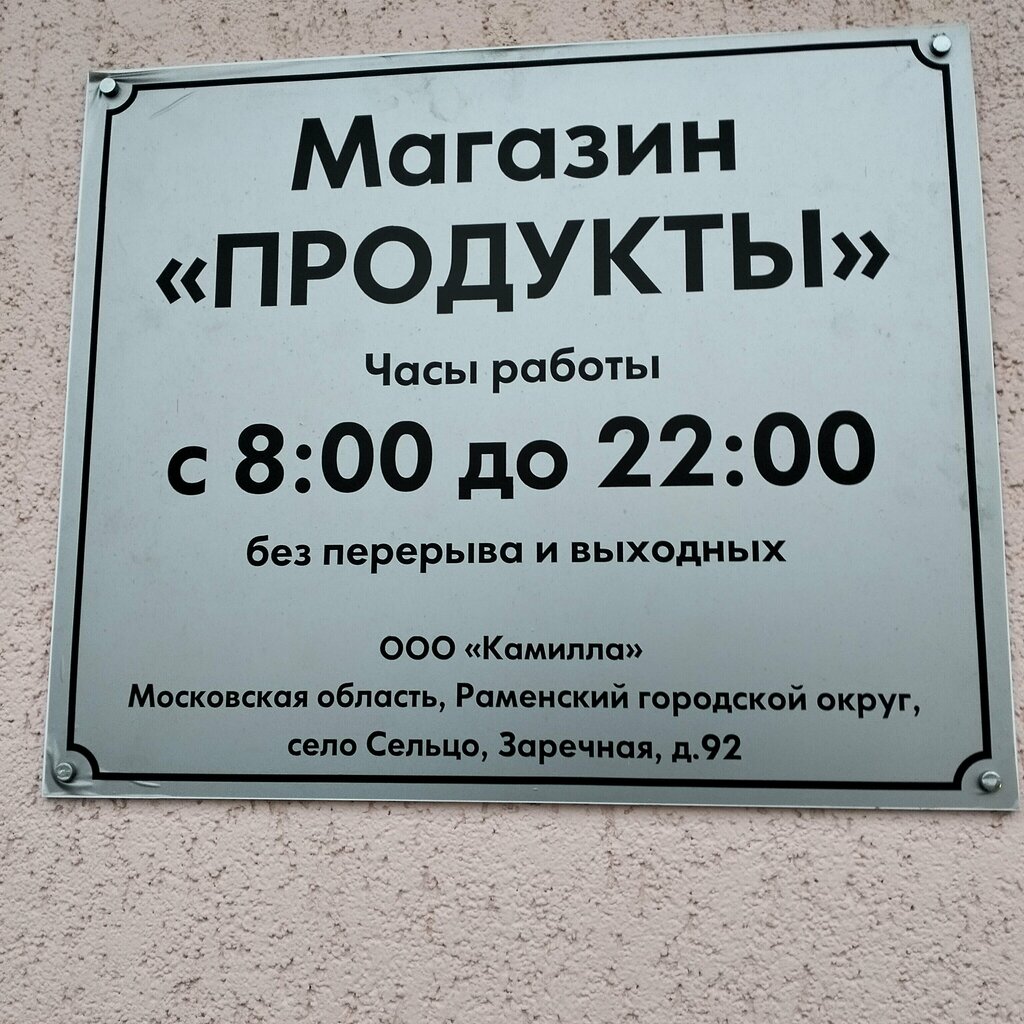 Магазин
«ПРОДУКТЫ»
Часы работы
с 8:00 до 22:00
без перерыва и выходных
ООО «Камилла»
Московская область, Раменский городской округ,
село Сельцо, Заречная, д.92